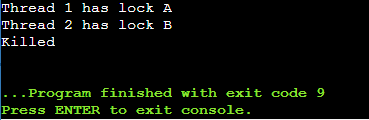 Thread 1 has lock A
Thread 2 has lock B
Killed
...Program finished with exit code 9
Press ENTER to exit console.